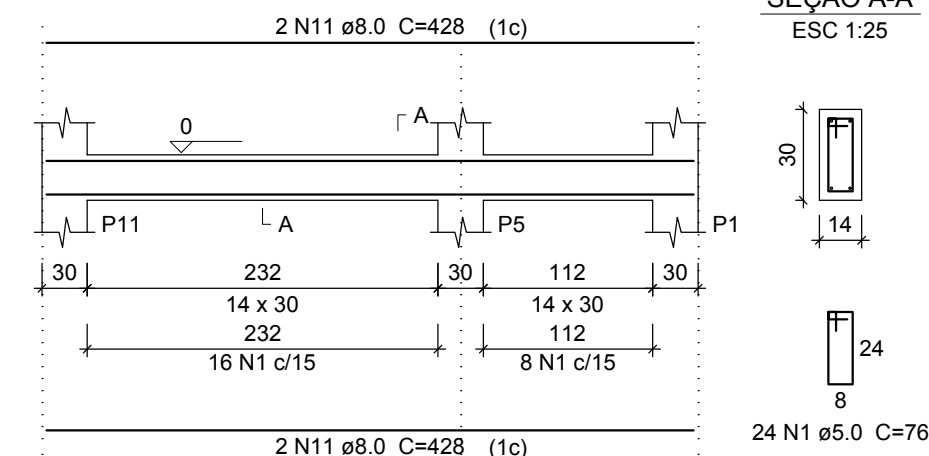 SEÇÃO A-A
ESC 1:25
2 N11 ø8.0 C=428 (1c)
A
0
30
P11
A
P5
P1
14
30 232 30 112 30
14 x 30 14 x 30
232 112
16 N1 c/15 8 N1 c/15
24
8
24 N1 ø5.0 C=76
2 N11 ø8.0 C=428 (1c)